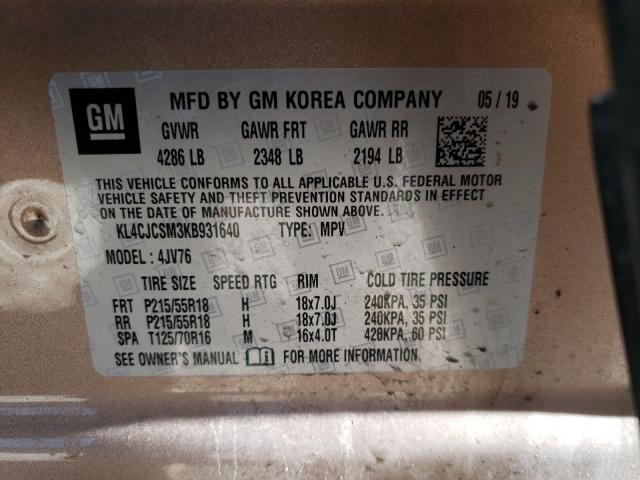 GM
MFD BY GM KOREA COMPANY 05 / 19
GVWR GAWR FRT GAWR RR
4286 LB 2348 LB 2194 LB
THIS VEHICLE CONFORMS TO ALL APPLICABLE U.S. FEDERAL MOTOR
VEHICLE SAFETY AND THEFT PREVENTION STANDARDS IN EFFECT
ON THE DATE OF MANUFACTURE SHOWN ABOVE.
KL4CJCSM3KB931640 TYPE: MPV
MODEL : 4JV76
TIRE SIZE SPEED RTG RIM COLD TIRE PRESSURE
FRT P215/55R18 H 18x7.0J 240KPA, 35 PSI
RR P215/55R18 H 18x7.0J 240KPA, 35 PSI
SPA T125/70R16 M 16x4.0T 420KPA, 60 PSI
SEE OWNER'S MANUAL FOR MORE INFORMATION.